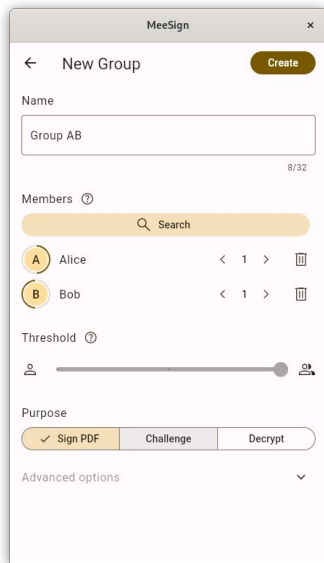 MeeSign ×
New Group Create
Name
Group AB
8/32
Members ?
Search
A Alice < 1 >
B Bob < 1 >
Threshold ?
Purpose
✓ Sign PDF Challenge Decrypt
Advanced options